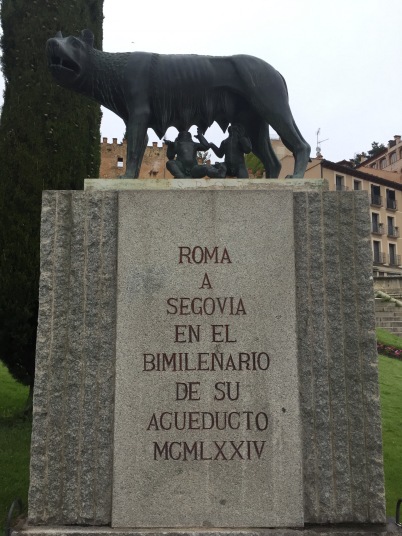 ROMA
A
SEGOVIA
EN EL
BIMILEÑARIO
DE SU
AGUEDUCTO
MCMLXXIV